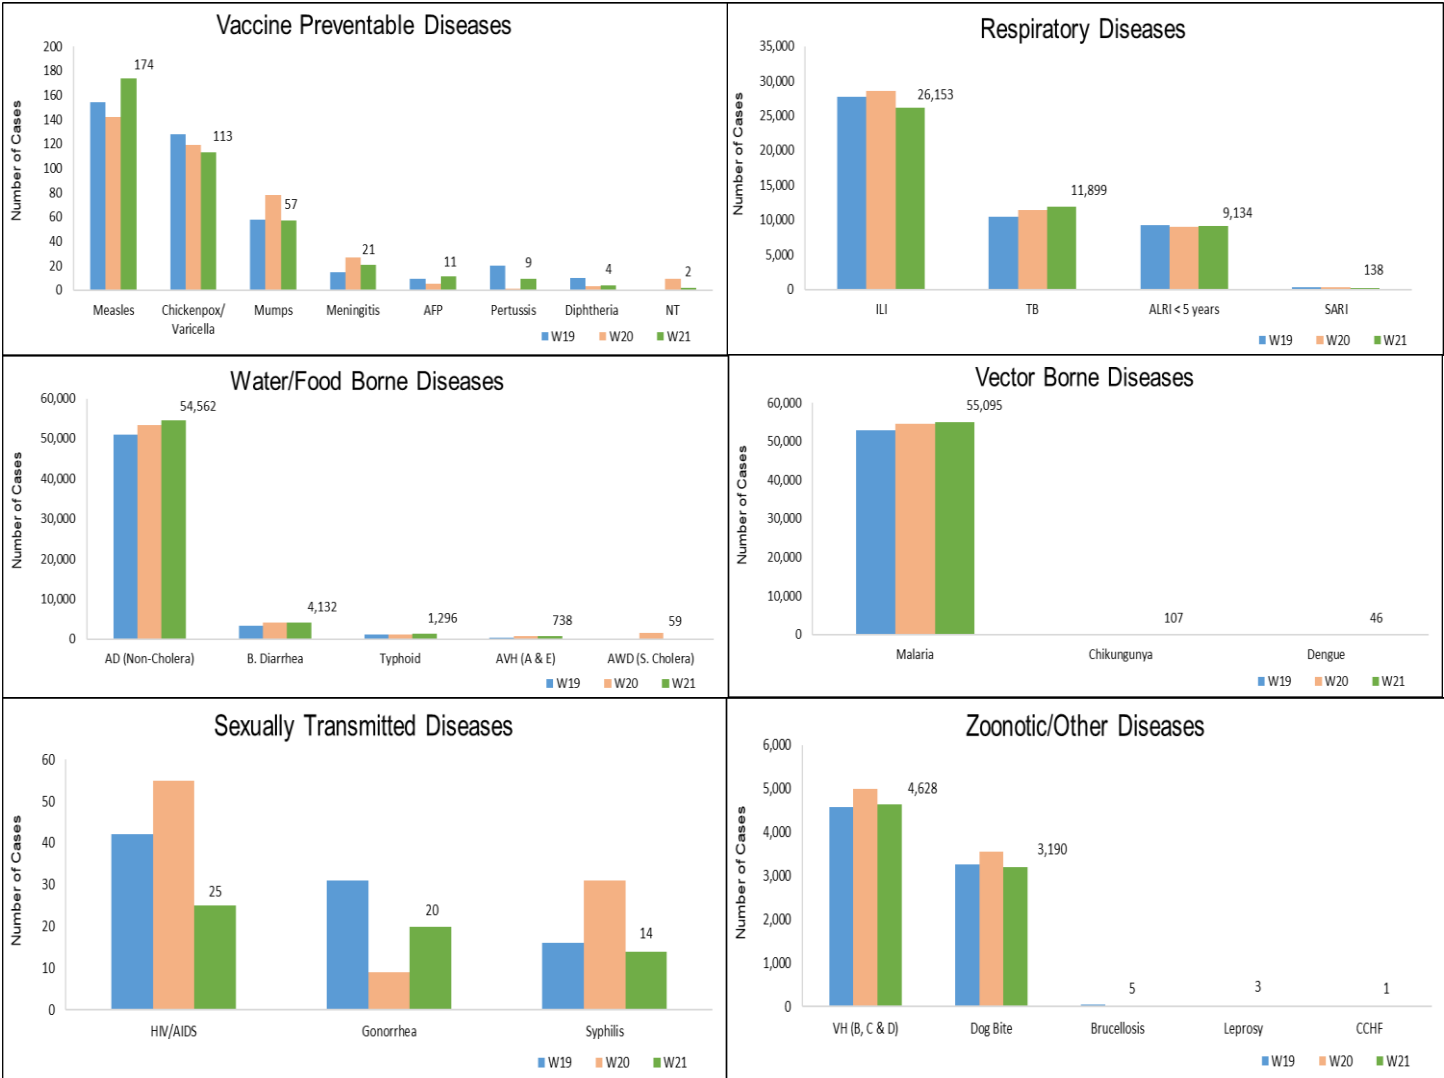 Vaccine Preventable Diseases
Number of Cases
200
180
160
140
120
100
80
60
40
20
0
174
113
57
21
11
9
4
2
Measles
Chickenpox/
Varicella
Mumps
Meningitis
AFP
Pertussis
Diphtheria
NT
W19 W20 W21
Respiratory Diseases
Number of Cases
35,000
30,000
25,000
20,000
15,000
10,000
5,000
0
26,153
11,899
9,134
138
ILI
TB
ALRI < 5 years
SARI
W19 W20 W21
Water/Food Borne Diseases
Number of Cases
60,000
50,000
40,000
30,000
20,000
10,000
0
54,562
4,132
1,296
738
59
AD (Non-Cholera)
B. Diarrhea
Typhoid
AVH (A & E)
AWD (S. Cholera)
W19 W20 W21
Vector Borne Diseases
Number of Cases
60,000
50,000
40,000
30,000
20,000
10,000
0
55,095
107
46
Malaria
Chikungunya
Dengue
W19 W20 W21
Sexually Transmitted Diseases
Number of Cases
60
50
40
30
20
10
0
25
20
14
HIV/AIDS
Gonorrhea
Syphilis
W19 W20 W21
Zoonotic/Other Diseases
Number of Cases
6,000
5,000
4,000
3,000
2,000
1,000
0
4,628
3,190
5
3
1
VH (B, C & D)
Dog Bite
Brucellosis
Leprosy
CCHF
W19 W20 W21